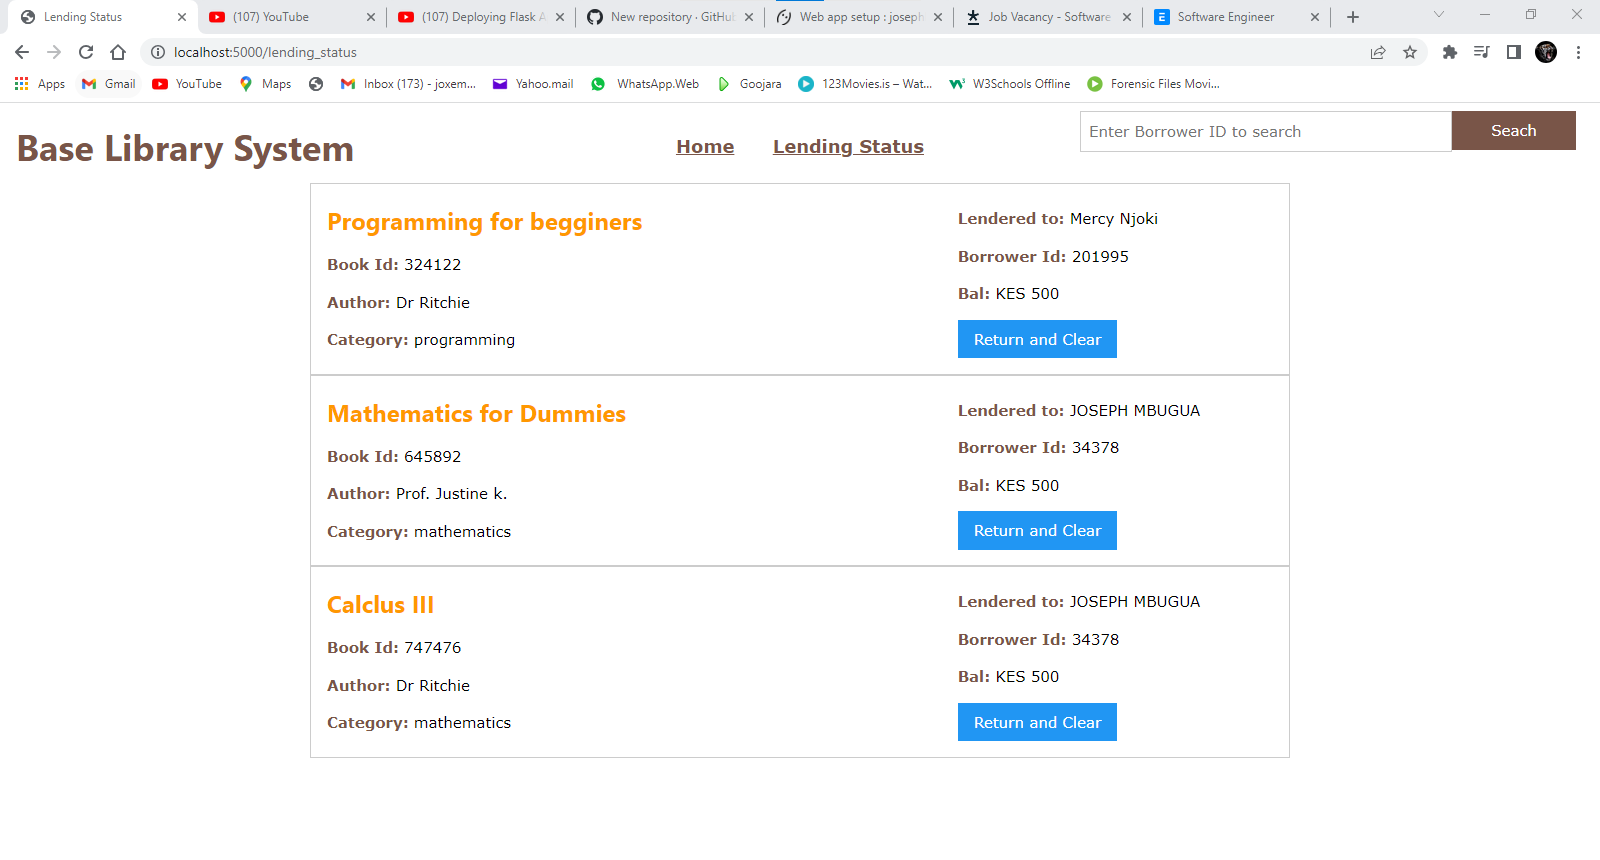 Lending Status
(107) YouTube
(107) Deploying Flask A
New repository · GitHub
Web app setup : joseph
Job Vacancy - Software
Software Engineer
localhost:5000/lending_status
Apps
Gmail
YouTube
Maps
Inbox (173) - joxem...
Yahoo.mail
WhatsApp.Web
Goojara
123Movies.is – Wat...
W3Schools Offline
Forensic Files Movi...
Base Library System
Home
Lending Status
Enter Borrower ID to search
Seach
Programming for begginers
Book Id: 324122
Author: Dr Ritchie
Category: programming
Lendered to: Mercy Njoki
Borrower Id: 201995
Bal: KES 500
Return and Clear
Mathematics for Dummies
Book Id: 645892
Author: Prof. Justine k.
Category: mathematics
Lendered to: JOSEPH MBUGUA
Borrower Id: 34378
Bal: KES 500
Return and Clear
Calclus III
Book Id: 747476
Author: Dr Ritchie
Category: mathematics
Lendered to: JOSEPH MBUGUA
Borrower Id: 34378
Bal: KES 500
Return and Clear